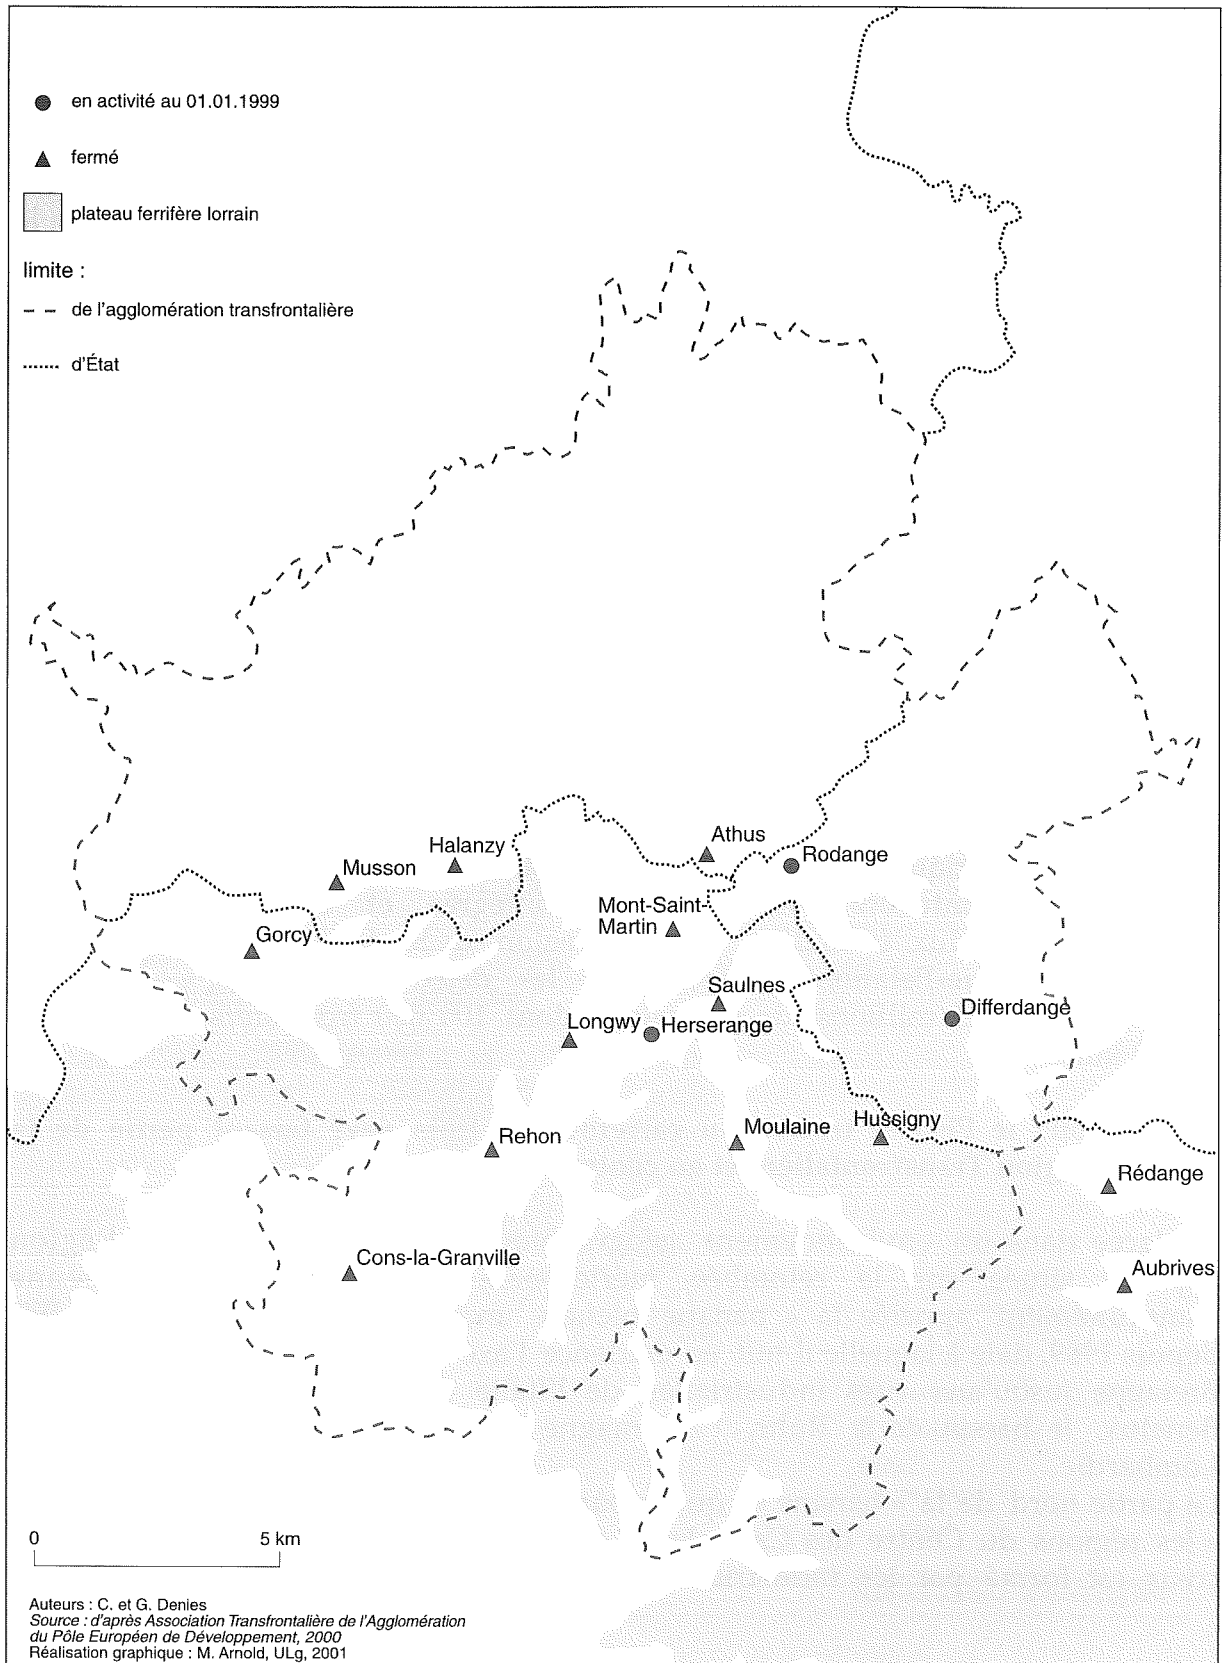 en activité au 01.01.1999
fermé
plateau ferrifère lorrain
limite :
de l'agglomération transfrontalière
d'État
Athus
Halanzy
Rodange
Musson
Mont-Saint-
Martin
Gorcy
Saulnes
Differdange
Longwy
Herserange
Hussigny
Moulaine
Rehon
Rédange
Cons-la-Granville
Aubrives
0
5 km
Auteurs : C. et G. Denies
Source : d'après Association Transfrontalière de l'Agglomération
du Pôle Européen de Développement, 2000
Réalisation graphique : M. Arnold, ULg, 2001